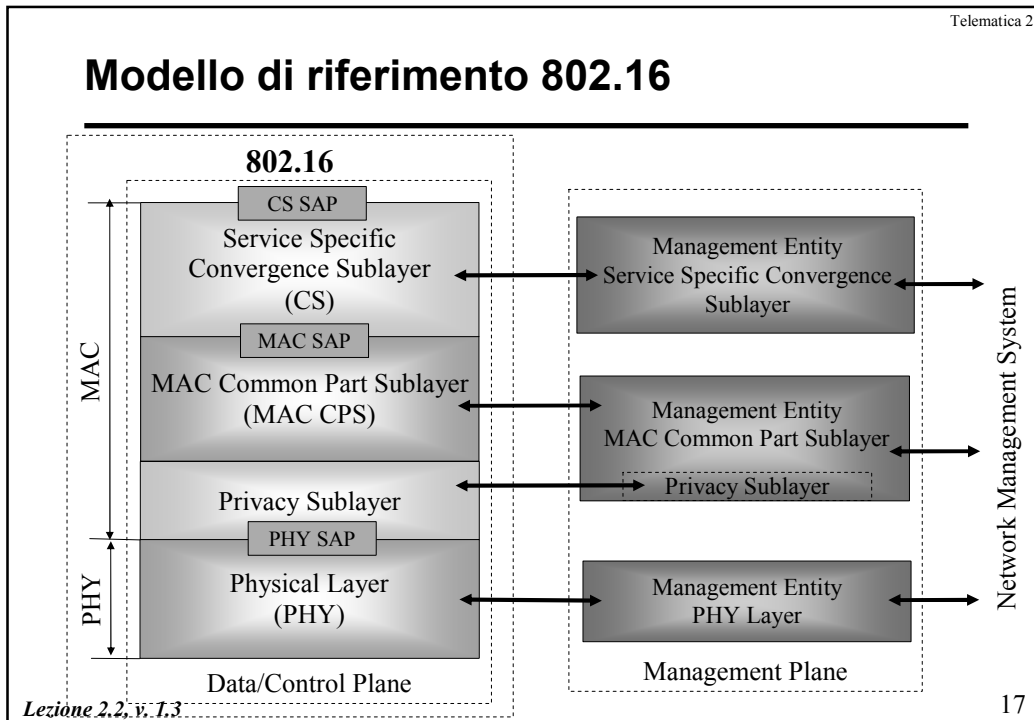 Telematica 2
Modello di riferimento 802.16
802.16
CS SAP
Service Specific
Convergence Sublayer
(CS)
MAC SAP
MAC Common Part Sublayer
(MAC CPS)
Privacy Sublayer
PHY SAP
Physical Layer
(PHY)
Data/Control Plane
MAC
PHY
Management Entity
Service Specific Convergence
Sublayer
Management Entity
MAC Common Part Sublayer
Privacy Sublayer
Management Entity
PHY Layer
Management Plane
Network Management System
Lezione 2.2, v. 1.3
17